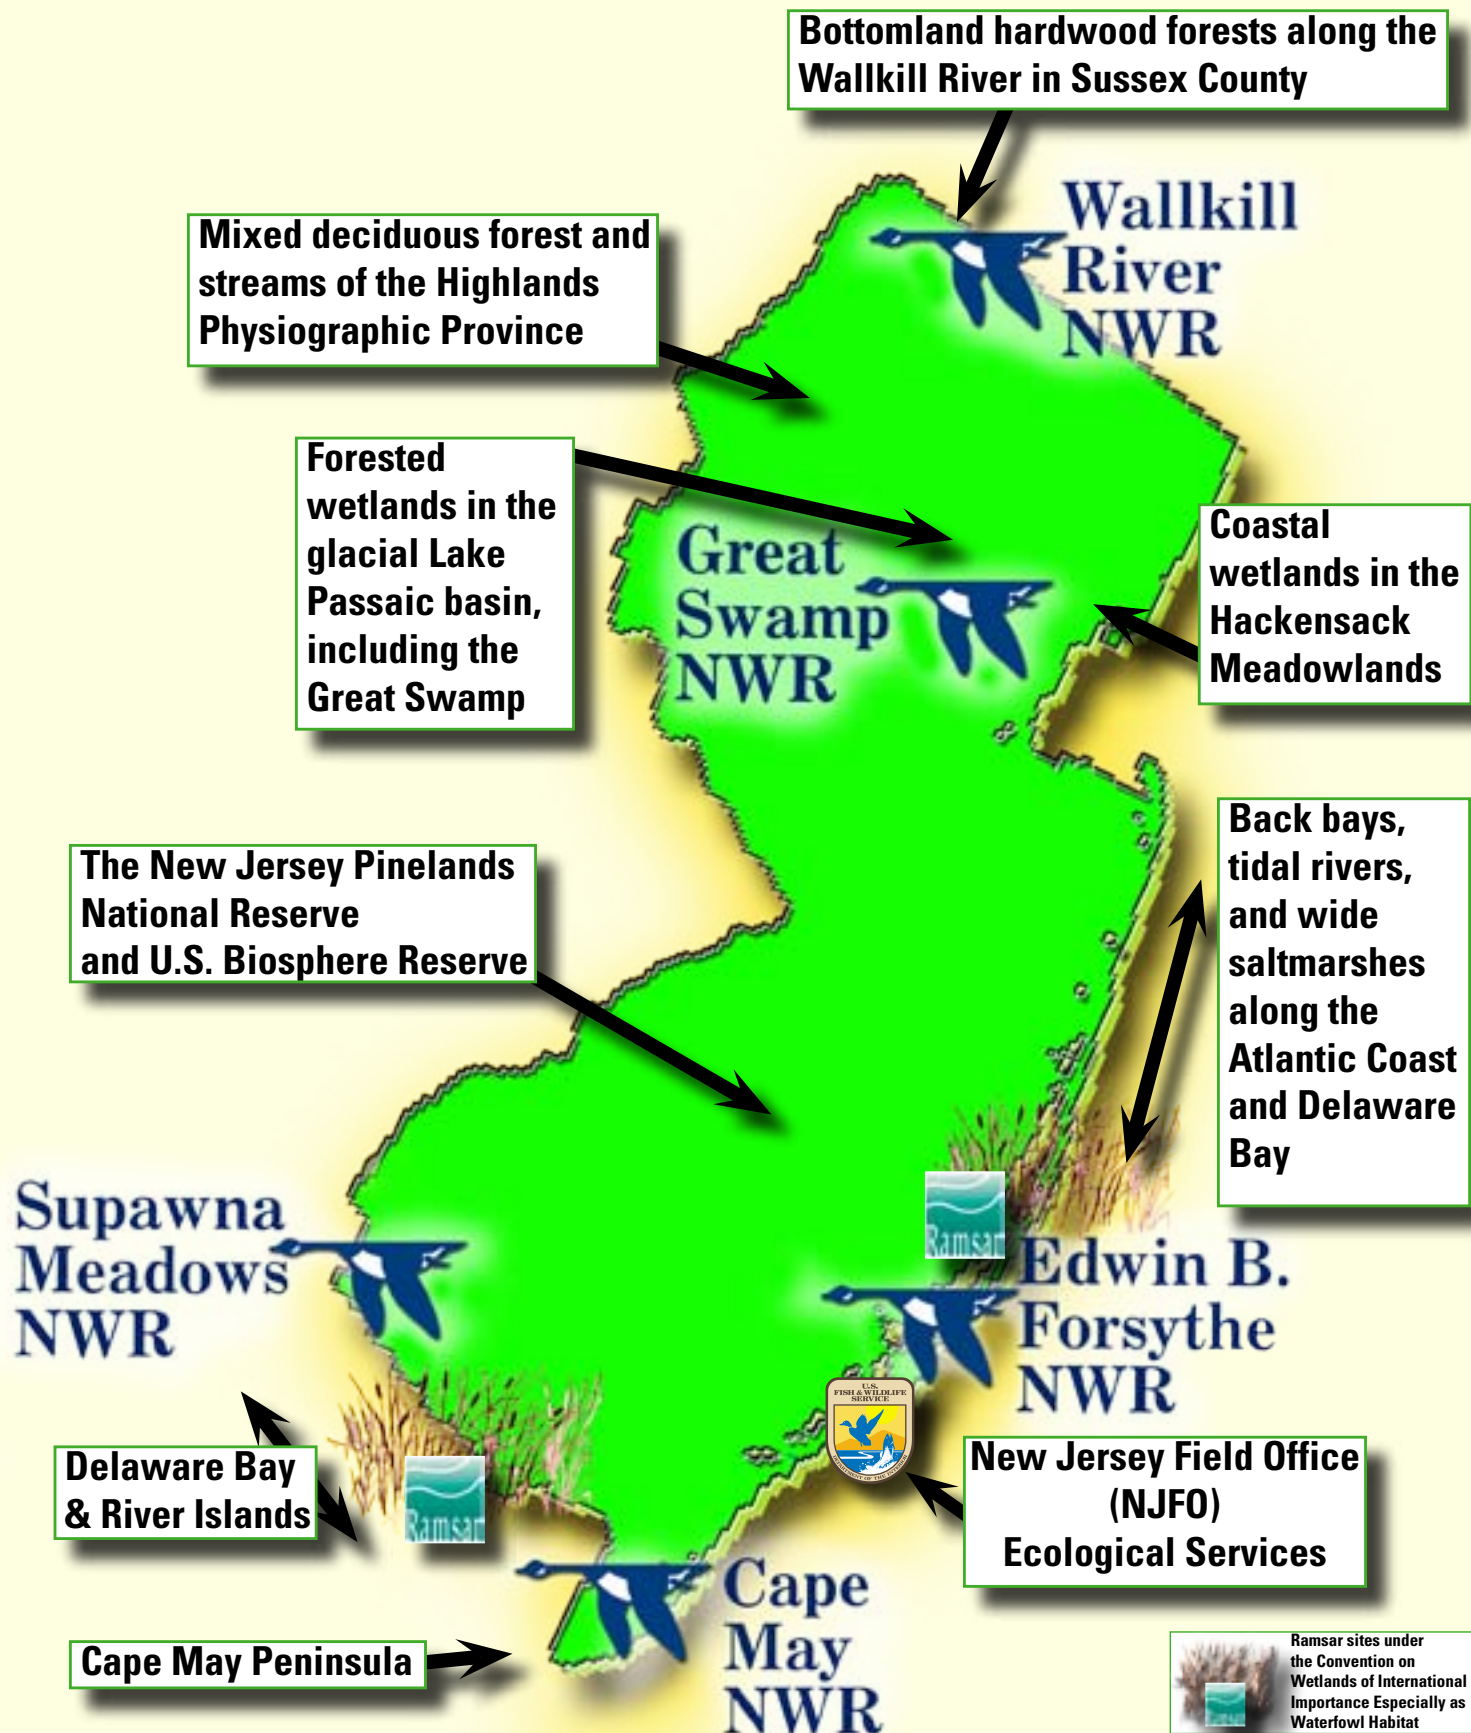 Bottomland hardwood forests along the
Wallkill River in Sussex County
Wallkill
River
NWR
Mixed deciduous forest and
streams of the Highlands
Physiographic Province
Forested
wetlands in the
glacial Lake
Passaic basin,
including the
Great Swamp
Great
Swamp
NWR
Coastal
wetlands in the
Hackensack
Meadowlands
Back bays,
tidal rivers,
and wide
saltmarshes
along the
Atlantic Coast
and Delaware
Bay
The New Jersey Pinelands
National Reserve
and U.S. Biosphere Reserve
Supawna
Meadows
NWR
Ramsar
Edwin B.
Forsythe
NWR
U.S.
FISH & WILDLIFE
SERVICE
DEPARTMENT OF THE INTERIOR
Delaware Bay
& River Islands
Ramsar
New Jersey Field Office
(NJFO)
Ecological Services
Cape
May
NWR
Cape May Peninsula
Ramsar sites under
the Convention on
Wetlands of International
Importance Especially as
Waterfowl Habitat